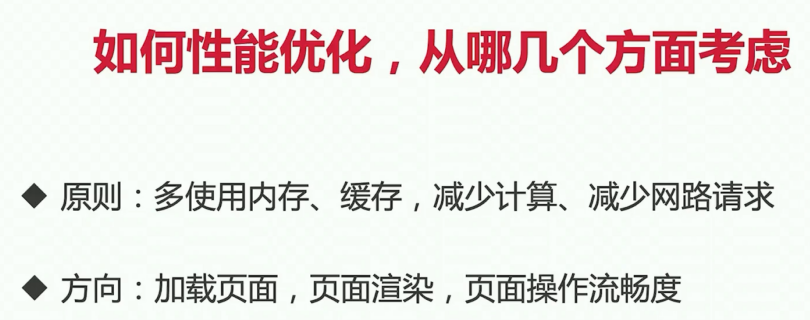 如何性能优化，从哪几个方面考虑
◆ 原则：多使用内存、缓存，减少计算、减少网路请求
◆ 方向：加载页面，页面渲染，页面操作流畅度